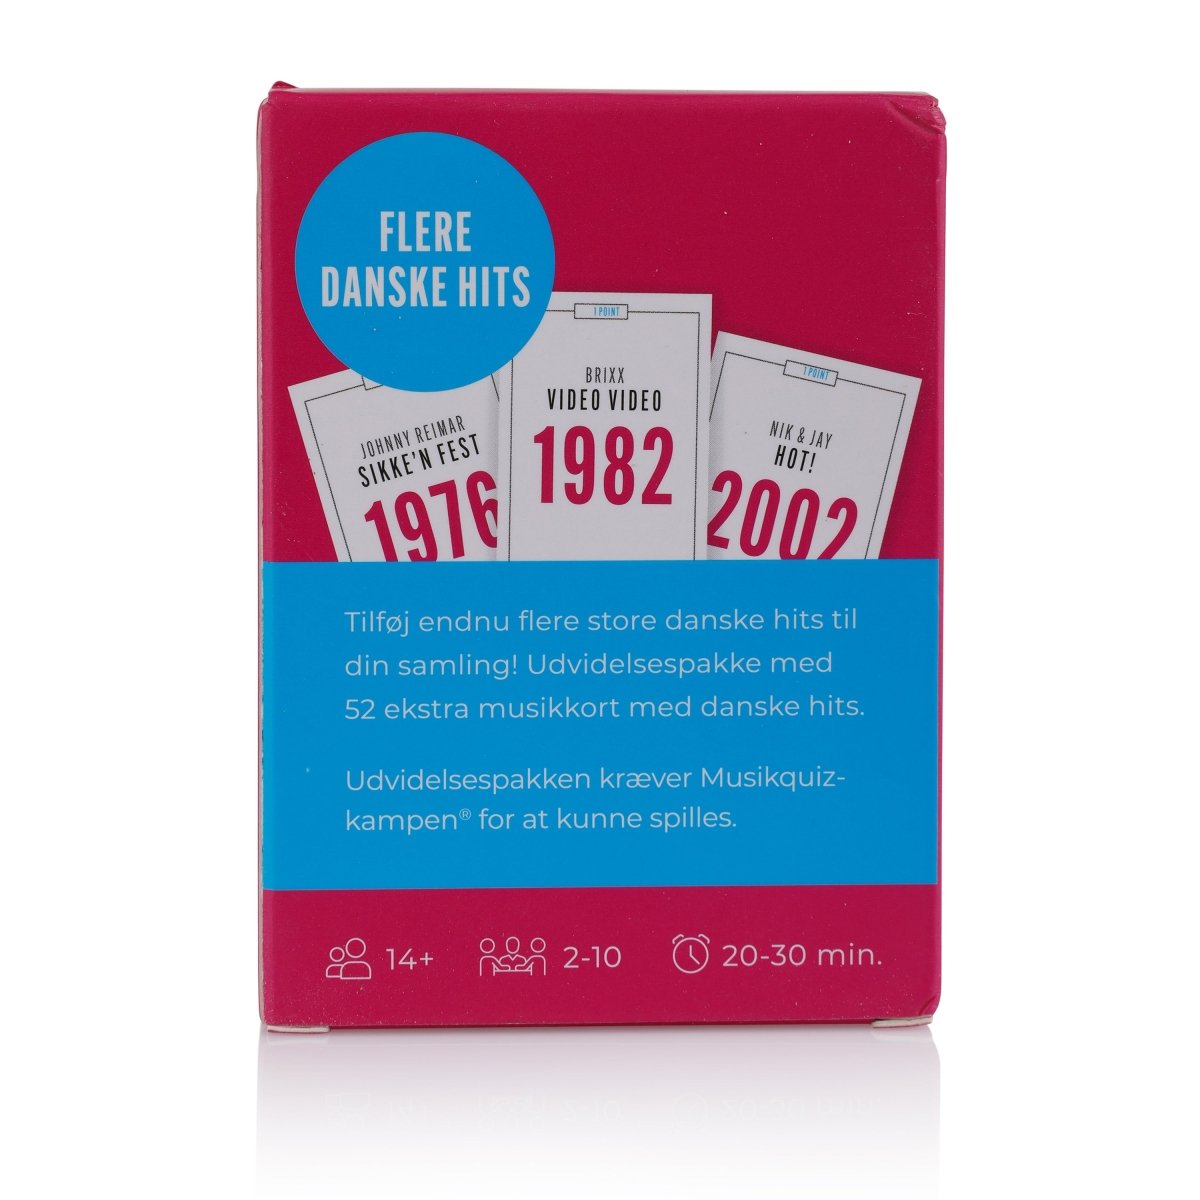 FLERE
DANSKE HITS
1 POINT
BRIXX
VIDEO VIDEO
1982
JOHNNY REIMAR
SIKKE'N FEST
1976
1 POINT
NIK & JAY
HOT!
2002
Tilføj endnu flere store danske hits til
din samling! Udvidelsespakke med
52 ekstra musikkort med danske hits.
Udvidelsespakken kræver Musikquiz-
kampen® for at kunne spilles.
14+
2-10
20-30 min.